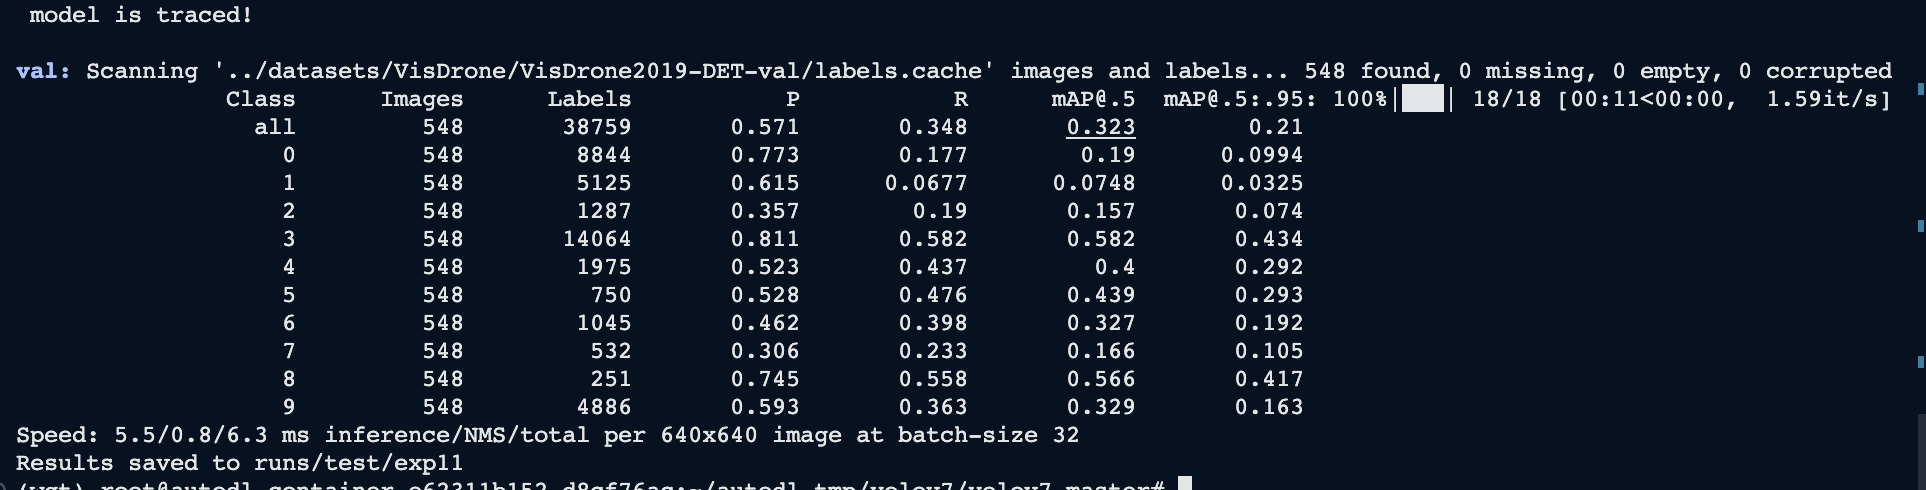 model is traced!
val: Scanning '../datasets/VisDrone/VisDrone2019-DET-val/labels.cache' images and labels... 548 found, 0 missing, 0 empty, 0 corrupted
Class Images Labels P R mAP@.5 mAP@.5:.95: 100%|███| 18/18 [00:11<00:00, 1.59it/s]
all 548 38759 0.571 0.348 0.323 0.21
0 548 8844 0.773 0.177 0.19 0.0994
1 548 5125 0.615 0.0677 0.0748 0.0325
2 548 1287 0.357 0.19 0.157 0.074
3 548 14064 0.811 0.582 0.582 0.434
4 548 1975 0.523 0.437 0.4 0.292
5 548 750 0.528 0.476 0.439 0.293
6 548 1045 0.462 0.398 0.327 0.192
7 548 532 0.306 0.233 0.166 0.105
8 548 251 0.745 0.558 0.566 0.417
9 548 4886 0.593 0.363 0.329 0.163
Speed: 5.5/0.8/6.3 ms inference/NMS/total per 640x640 image at batch-size 32
Results saved to runs/test/exp11